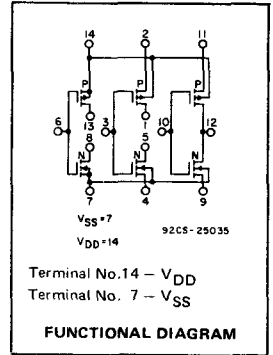 14 2 11
P P P
13 1
6 3 10 12
8 5
N N N
7 4 9
VSS=7
92CS-25035
VDD=14
Terminal No.14 – VDD
Terminal No. 7 – VSS
FUNCTIONAL DIAGRAM